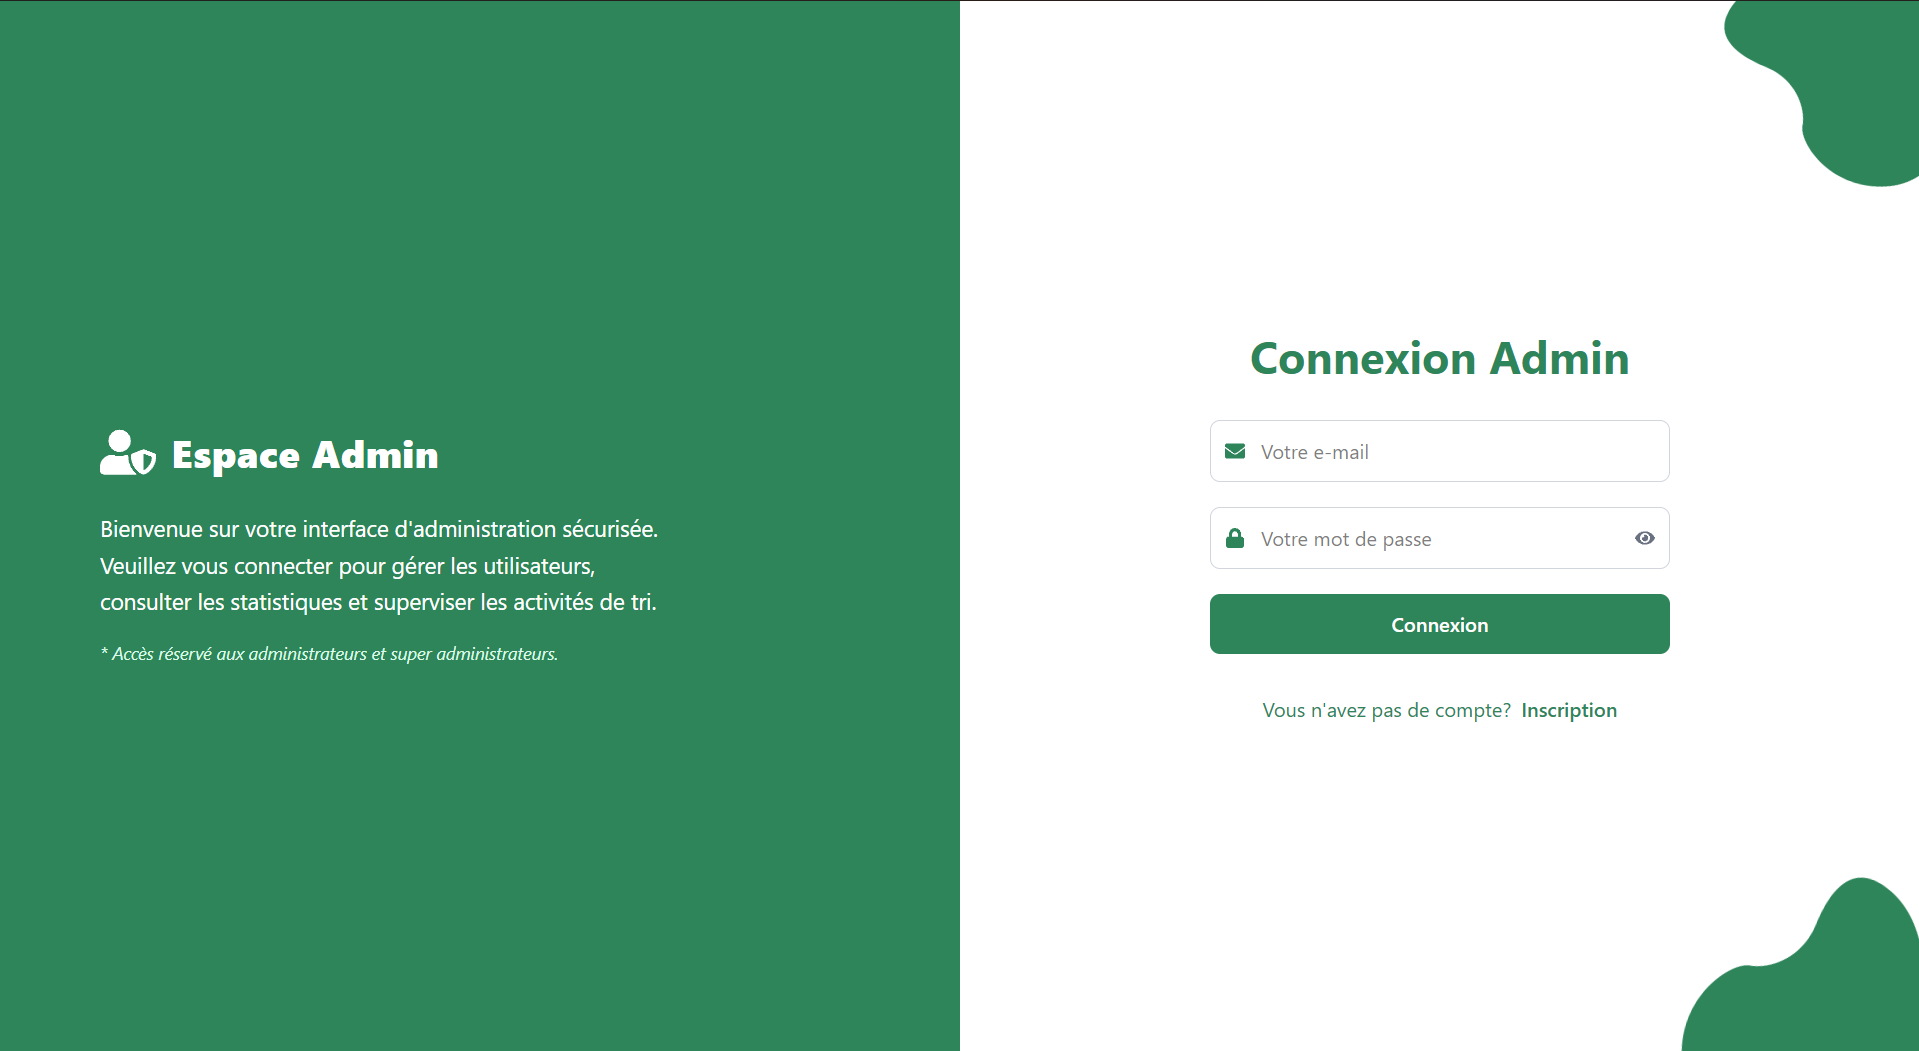 Espace Admin
Bienvenue sur votre interface d'administration sécurisée.
Veuillez vous connecter pour gérer les utilisateurs,
consulter les statistiques et superviser les activités de tri.
* Accès réservé aux administrateurs et super administrateurs.
Connexion Admin
Votre e-mail
Votre mot de passe
Connexion
Vous n'avez pas de compte? Inscription